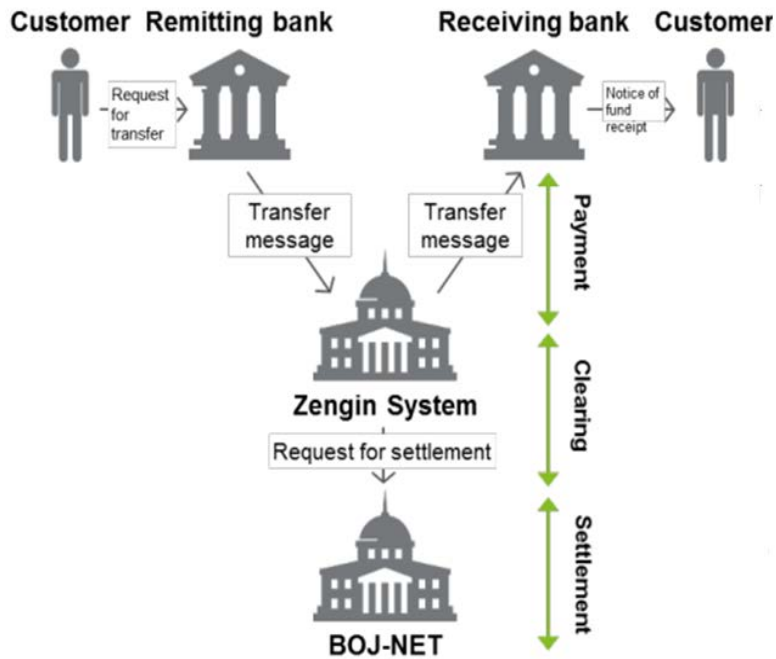 Customer Remitting bank Receiving bank Customer
Request
for
transfer
Notice of
fund
receipt
Transfer
message
Transfer
message
Payment
Zengin System
Clearing
Request for settlement
Settlement
BOJ-NET